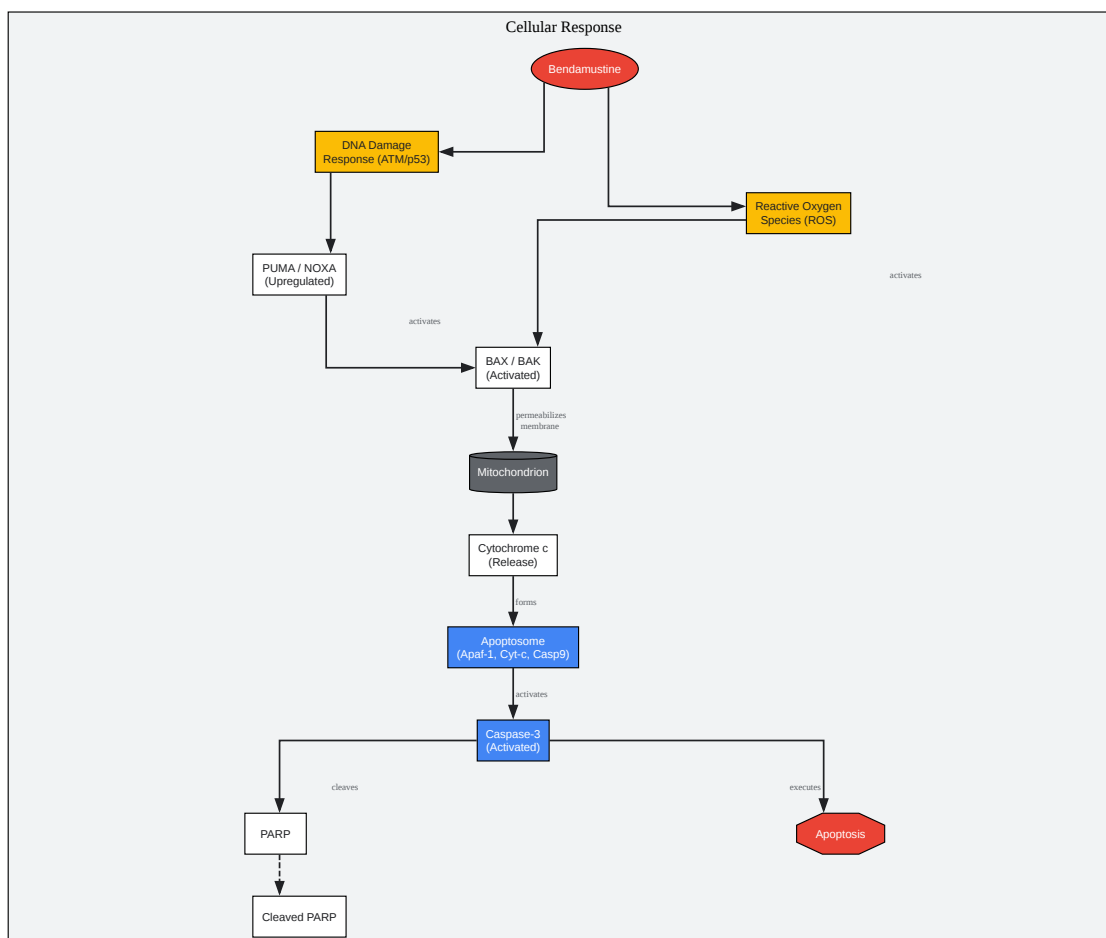 Cellular Response
Bendamustine
DNA Damage
Response (ATM/p53)
Reactive Oxygen
Species (ROS)
PUMA / NOXA
(Upregulated)
activates
activates
BAX / BAK
(Activated)
permeabilizes
membrane
Mitochondrion
Cytochrome c
(Release)
forms
Apoptosome
(Apaf-1, Cyt-c, Casp9)
activates
Caspase-3
(Activated)
cleaves
executes
PARP
Apoptosis
Cleaved PARP